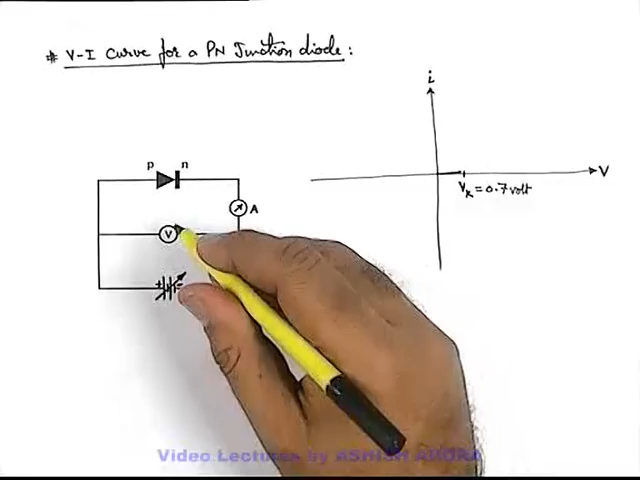 # V-I Curve for a PN Junction diode:
i
V
Vk = 0.7 volt
p n
A
V
+ -
Video Lectures by ASHISH ARORA